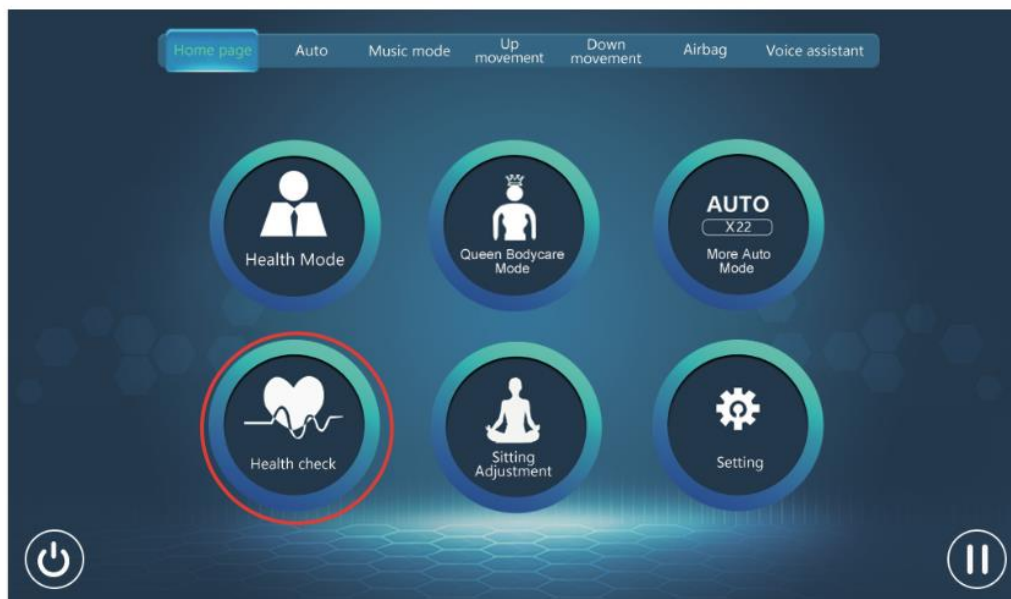 Home page
Auto
Music mode
Up
movement
Down
movement
Airbag
Voice assistant
Health Mode
Queen Bodycare
Mode
AUTO
X22
More Auto
Mode
Health check
Sitting
Adjustment
Setting